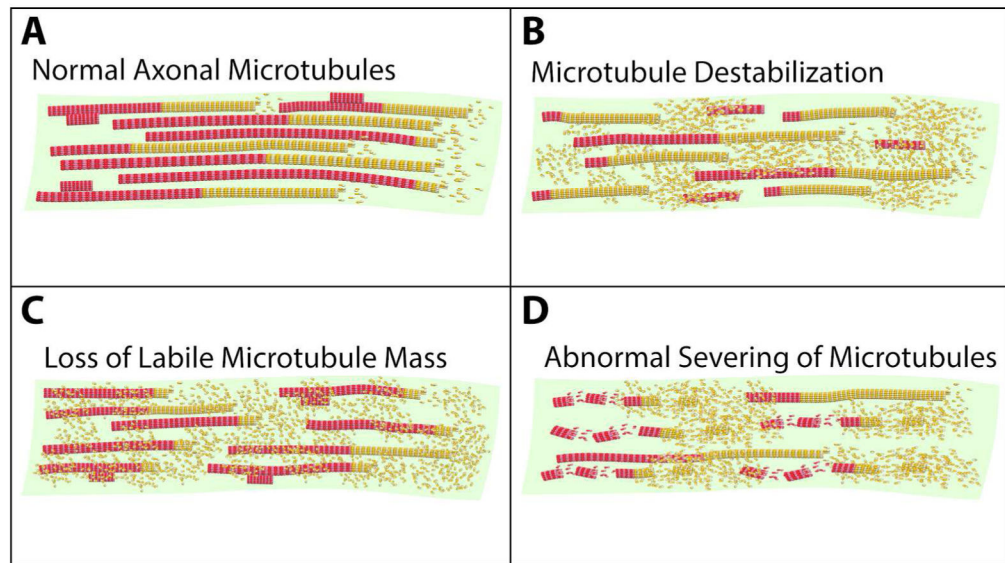 A
Normal Axonal Microtubules
B
Microtubule Destabilization
C
Loss of Labile Microtubule Mass
D
Abnormal Severing of Microtubules